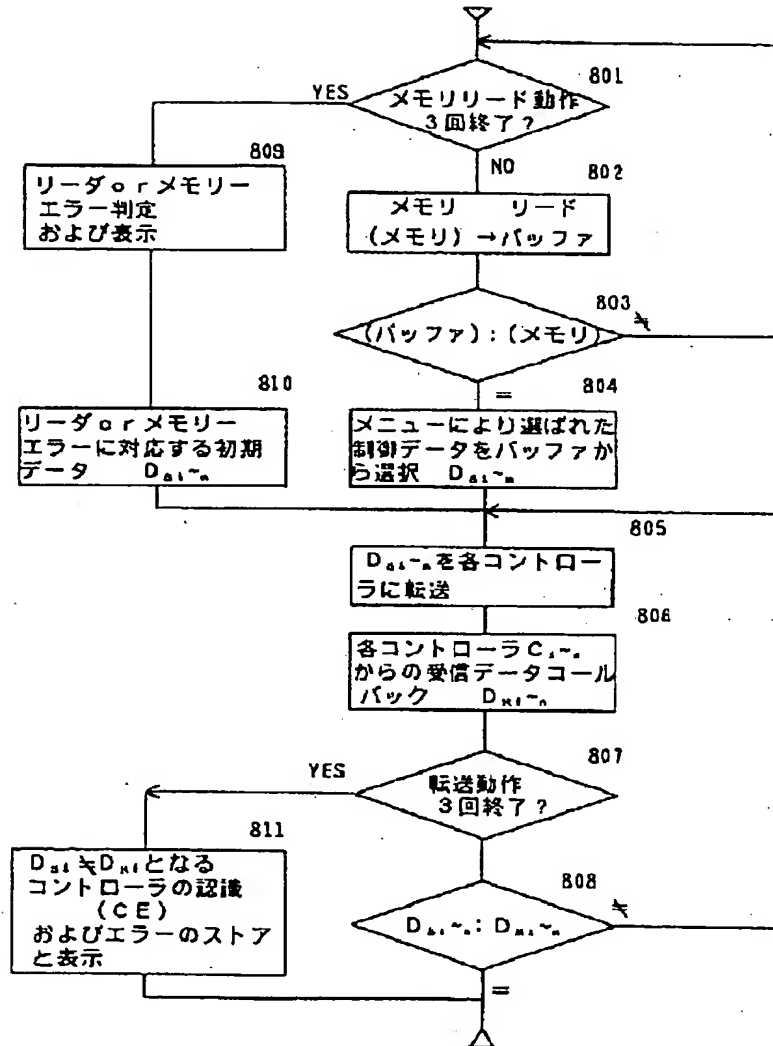 801
メモリリード動作
3回終了?
YES
NO
809
リーダorメモリー
エラー判定
および表示
802
メモリ リード
(メモリ)→バッファ
803
(バッファ):(メモリ)
≒
=
810
リーダorメモリー
エラーに対応する初期
データ
804
メニューにより選ばれた
制御データをバッファか
ら選択
805
を各コントロー
ラに転送
806
各コントローラ
からの受信データコール
バック
807
転送動作
3回終了?
YES
811
となる
コントローラの認識
(CE)
およびエラーのストア
と表示
808
≒
=